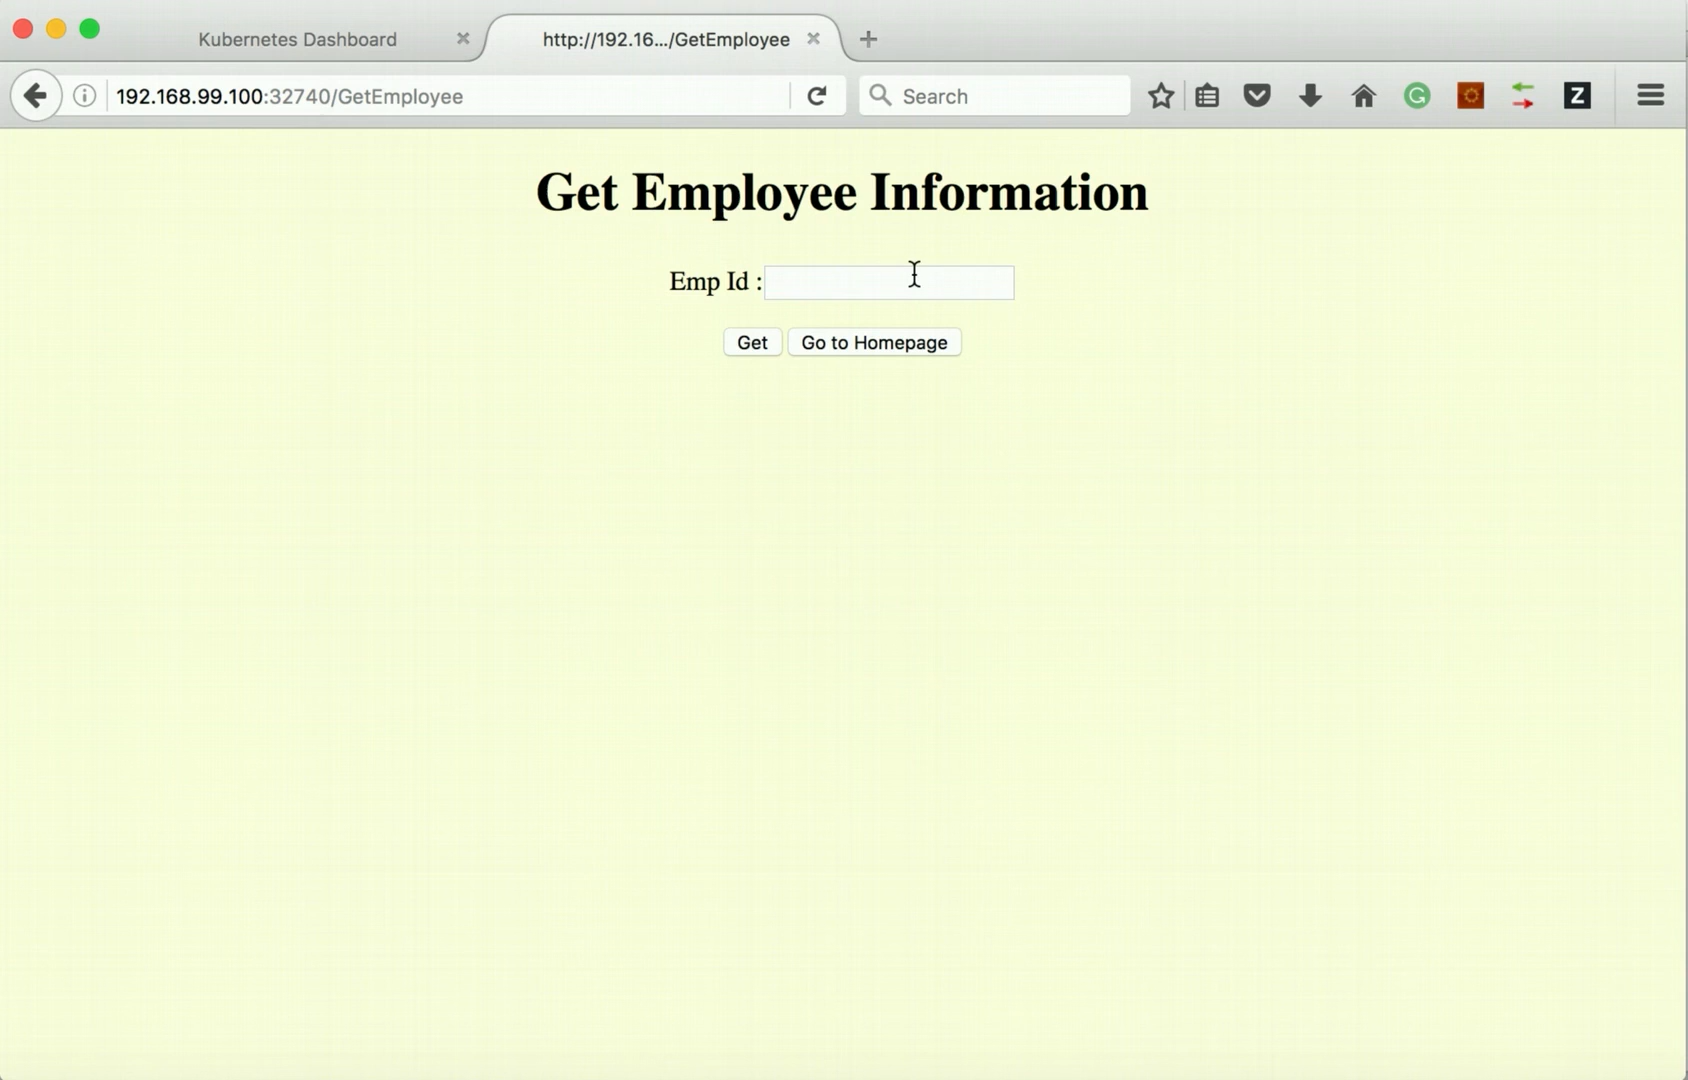 Kubernetes Dashboard
http://192.16.../GetEmployee
192.168.99.100:32740/GetEmployee
Search
G
Z
Get Employee Information
Emp Id :
Get Go to Homepage